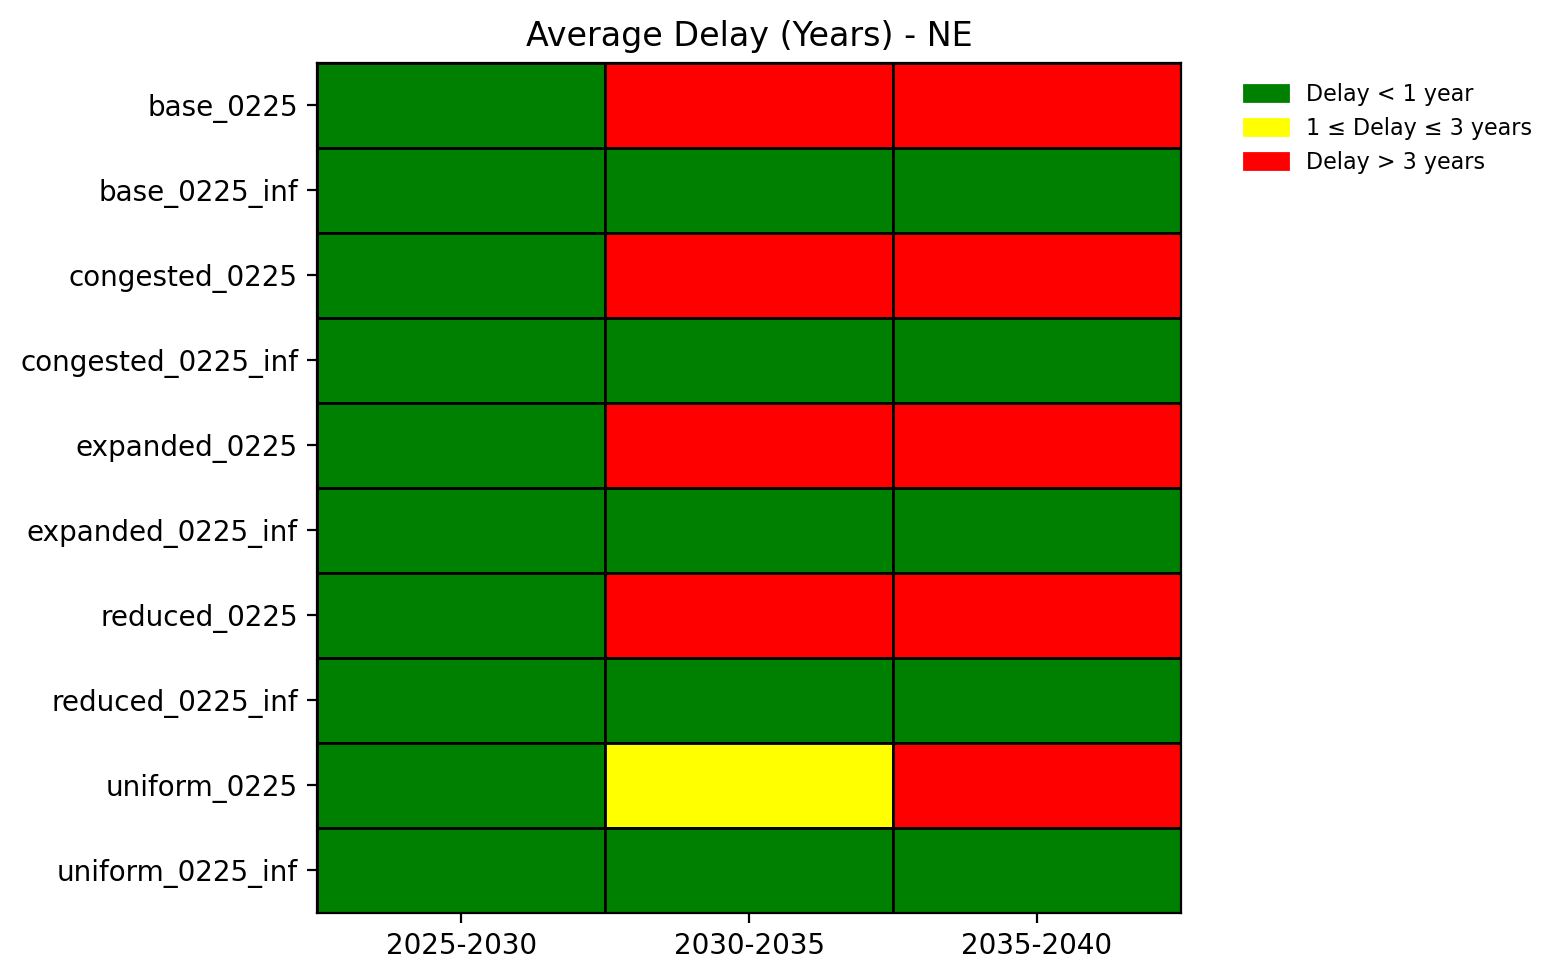 Average Delay (Years) - NE
base_0225
base_0225_inf
congested_0225
congested_0225_inf
expanded_0225
expanded_0225_inf
reduced_0225
reduced_0225_inf
uniform_0225
uniform_0225_inf
2025-2030 2030-2035 2035-2040
Delay < 1 year
1 ≤ Delay ≤ 3 years
Delay > 3 years